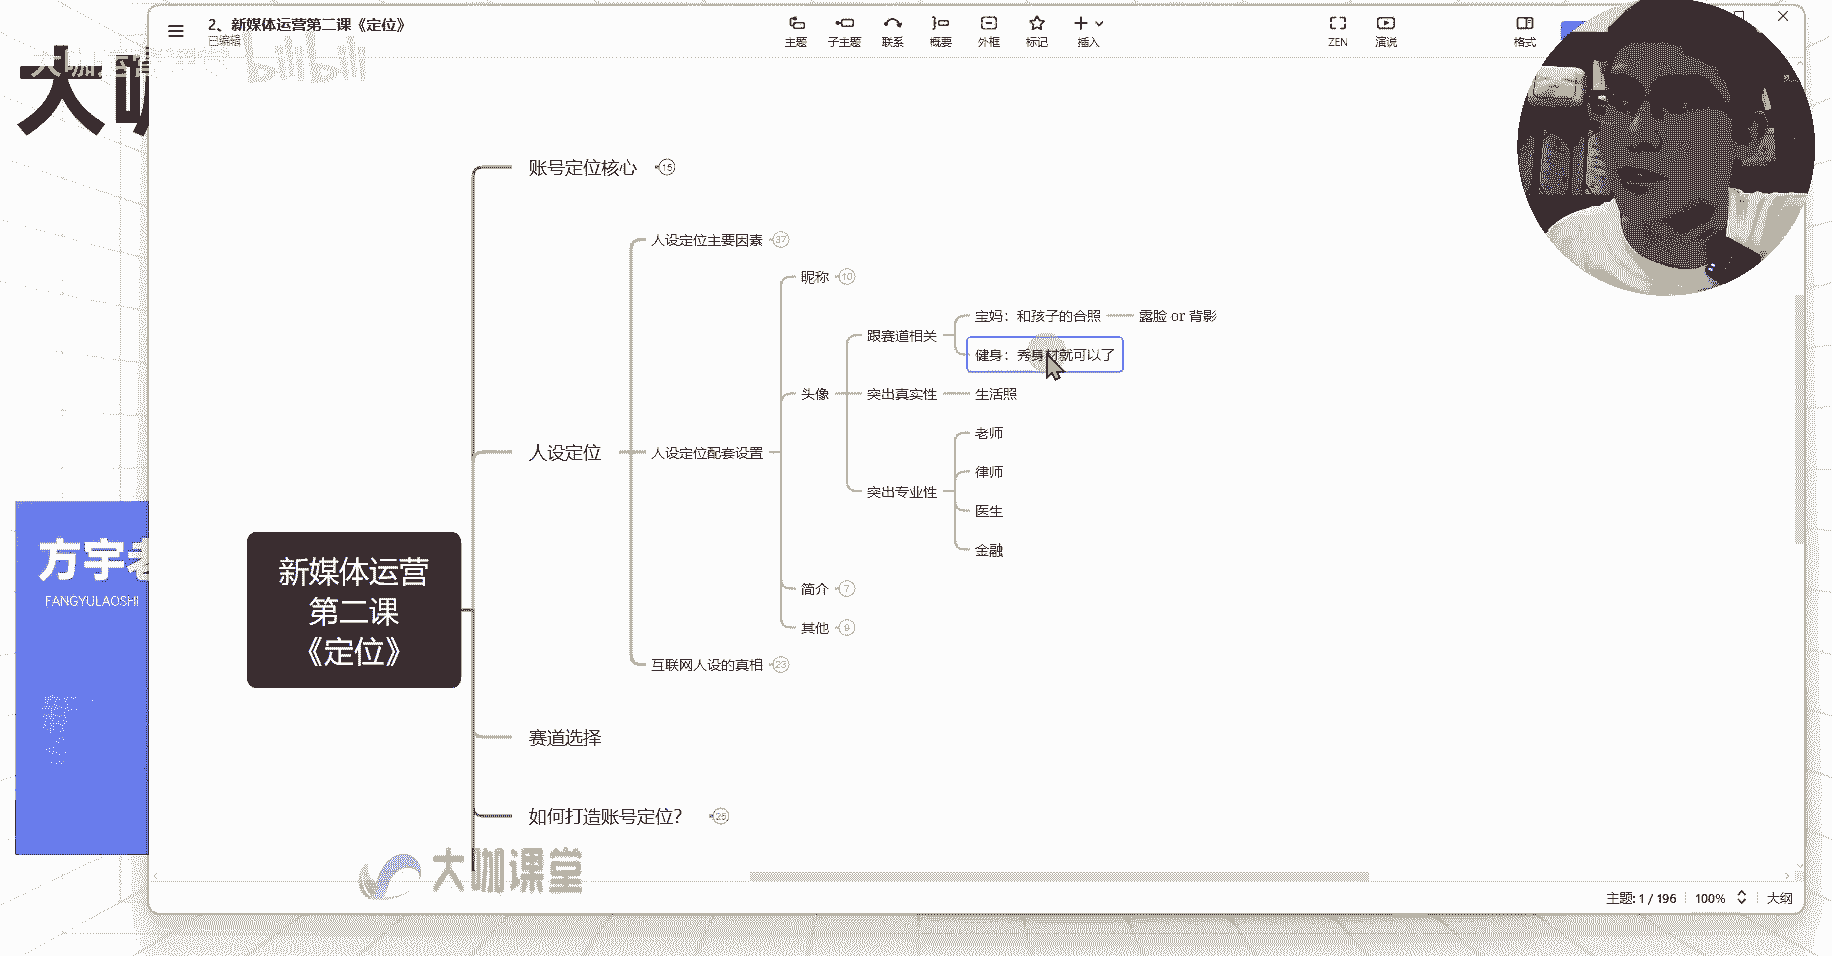 2、新媒体运营第二课《定位》
已编辑
主题
子主题
联系
概要
外框
标记
插入
ZEN
演说
格式
大咖
bilibili
账号定位核心 15
人设定位主要因素 37
昵称 10
宝妈：和孩子的合照
露脸 or 背影
跟赛道相关
健身：秀身材就可以了
头像
突出真实性
生活照
老师
人设定位
人设定位配套设置
律师
突出专业性
医生
金融
方宇老
FANGYULAOSHI
新媒体运营
第二课
《定位》
简介 7
其他 9
互联网人设的真相 23
赛道选择
如何打造账号定位？ 25
大咖课堂
主题: 1 / 196
100%
大纲